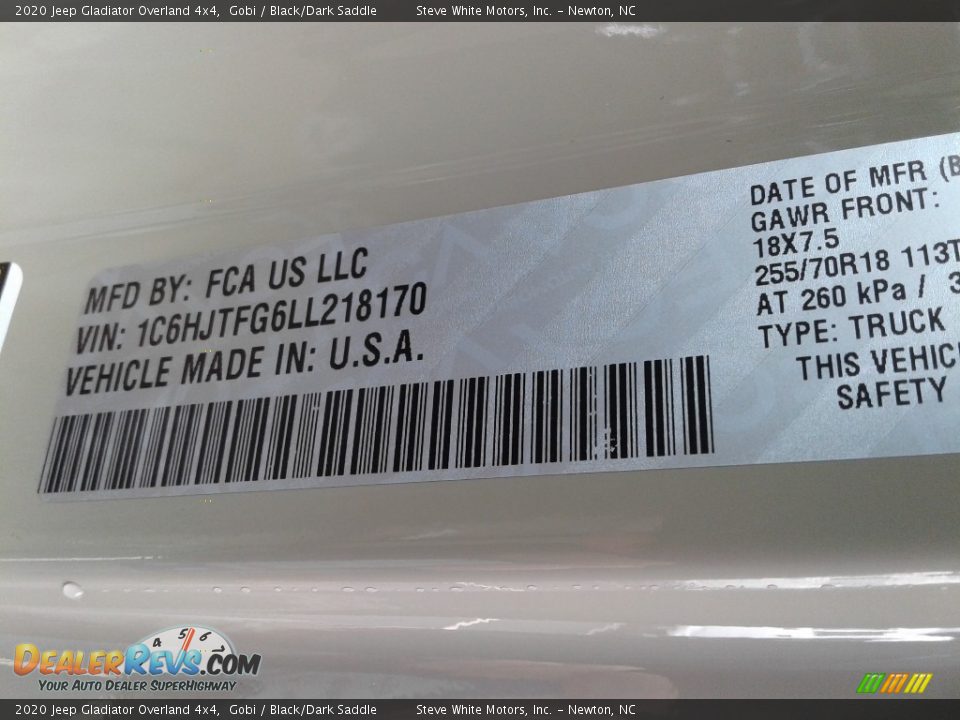 2020 Jeep Gladiator Overland 4x4, Gobi / Black/Dark Saddle Steve White Motors, Inc. – Newton, NC
MFD BY: FCA US LLC
VIN: 1C6HJTFG6LL218170
VEHICLE MADE IN: U.S.A.
DATE OF MFR (B
GAWR FRONT:
18X7.5
255/70R18 113T
AT 260 kPa /
TYPE: TRUCK
THIS VEHIC
SAFETY
4 5 6
DEALERREVS.COM
YOUR AUTO DEALER SUPERHIGHWAY
2020 Jeep Gladiator Overland 4x4, Gobi / Black/Dark Saddle Steve White Motors, Inc. – Newton, NC